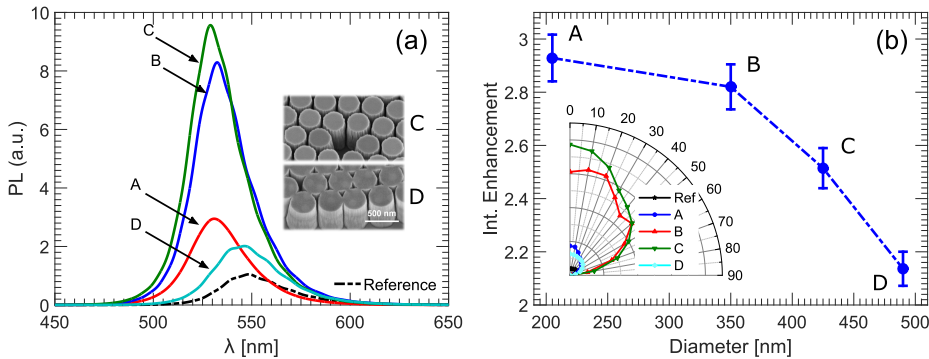 (a)
10
8
6
4
2
0
PL (a.u.)
C
B
A
D
C
D
500 nm
Reference
450
500
550
600
650
λ [nm]
(b)
3
2.8
2.6
2.4
2.2
2
Int. Enhancement
A
B
C
D
0
10
20
30
40
50
60
70
80
90
Ref
A
B
C
D
200
250
300
350
400
450
500
Diameter [nm]